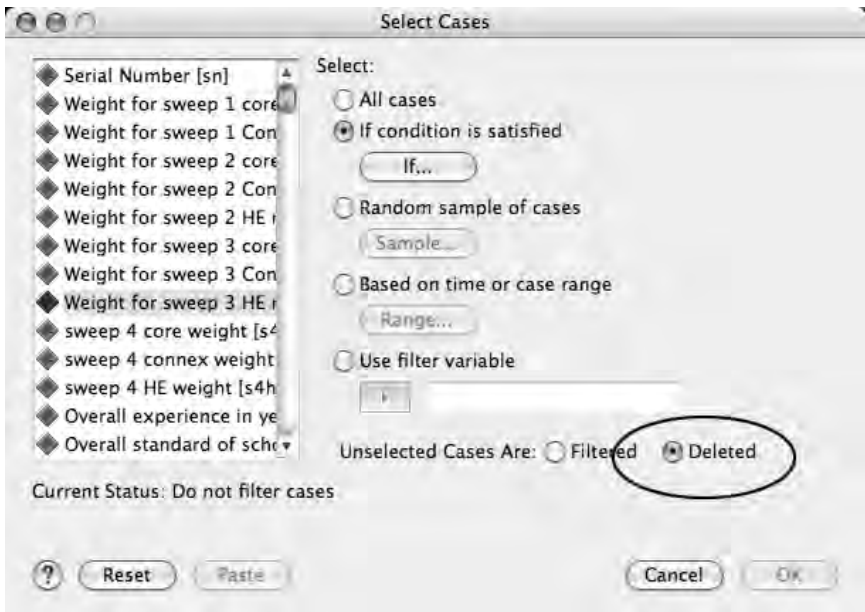 Select Cases
Serial Number [sn]
Weight for sweep 1 core
Weight for sweep 1 Con
Weight for sweep 2 core
Weight for sweep 2 Con
Weight for sweep 2 HE r
Weight for sweep 3 core
Weight for sweep 3 Con
Weight for sweep 3 HE r
sweep 4 core weight [s4
sweep 4 connex weight
sweep 4 HE weight [s4h
Overall experience in ye
Overall standard of scho
Select:
All cases
If condition is satisfied
If...
Random sample of cases
Sample...
Based on time or case range
Range...
Use filter variable
Unselected Cases Are: Filtered Deleted
Current Status: Do not filter cases
? Reset Paste Cancel OK